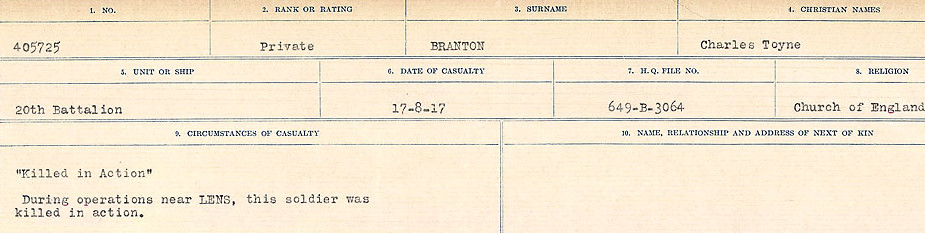 1. NO. 2. RANK OR RATING 3. SURNAME 4. CHRISTIAN NAMES
405725 Private BRANTON Charles Toyne
5. UNIT OR SHIP 6. DATE OF CASUALTY 7. H. Q. FILE NO. 8. RELIGION
20th Battalion 17-8-17 649-B-3064 Church of England
9. CIRCUMSTANCES OF CASUALTY 10. NAME, RELATIONSHIP AND ADDRESS OF NEXT OF KIN
"Killed in Action"
During operations near LENS, this soldier was
killed in action.